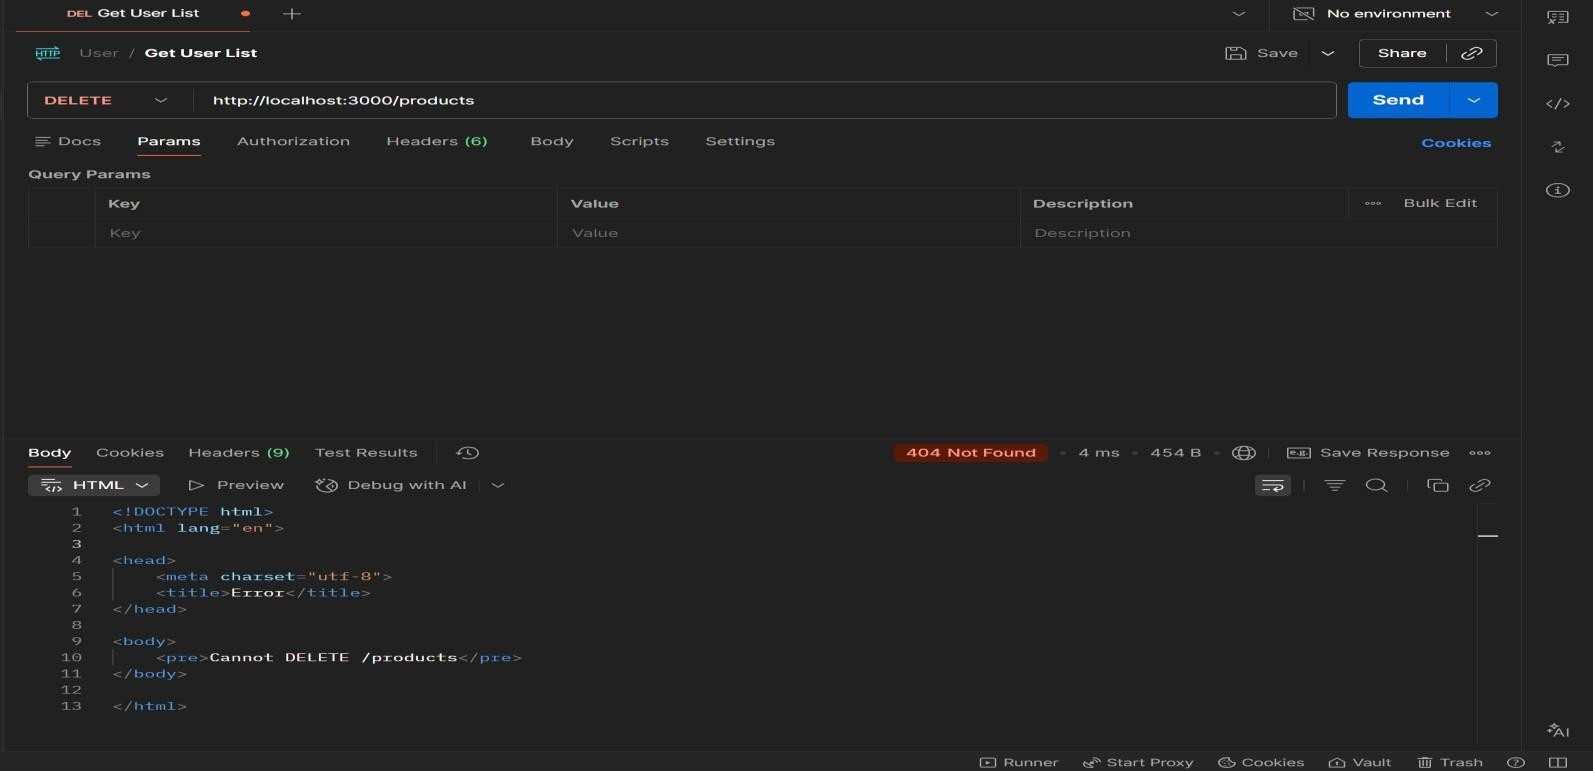 DEL Get User List
No environment
HTTP User / Get User List
Save
Share
DELETE http://localhost:3000/products
Send
Docs Params Authorization Headers (6) Body Scripts Settings
Cookies
Query Params
Key Value Description Bulk Edit
Key Value Description
Body Cookies Headers (9) Test Results
404 Not Found 4 ms 454 B e.g. Save Response
HTML Preview Debug with AI
1 <!DOCTYPE html>
2 <html lang="en">
3
4 <head>
5 <meta charset="utf-8">
6 <title>Error</title>
7 </head>
8
9 <body>
10 <pre>Cannot DELETE /products</pre>
11 </body>
12
13 </html>
AI
Runner Start Proxy Cookies Vault Trash